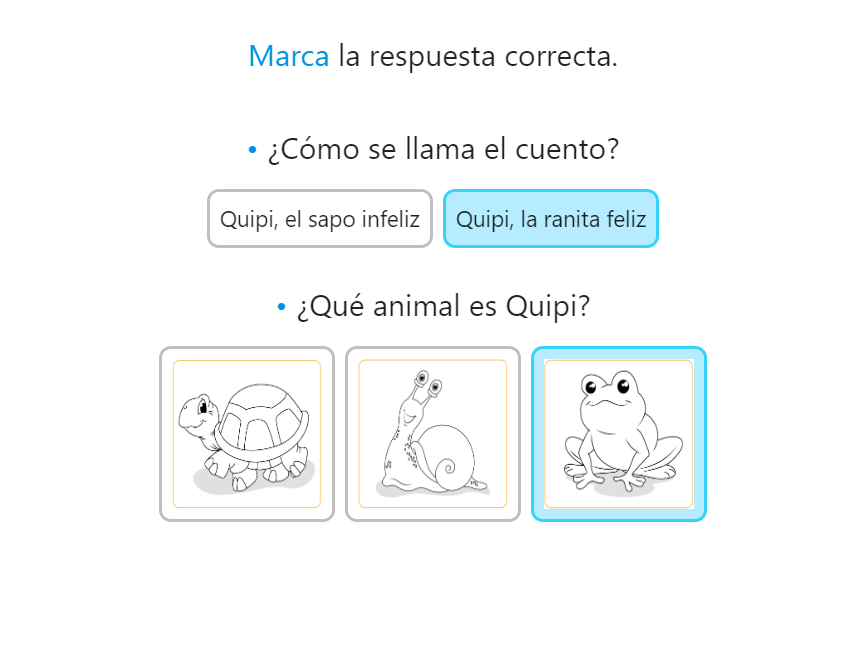 Marca la respuesta correcta.
• ¿Cómo se llama el cuento?
Quipi, el sapo infeliz
Quipi, la ranita feliz
• ¿Qué animal es Quipi?